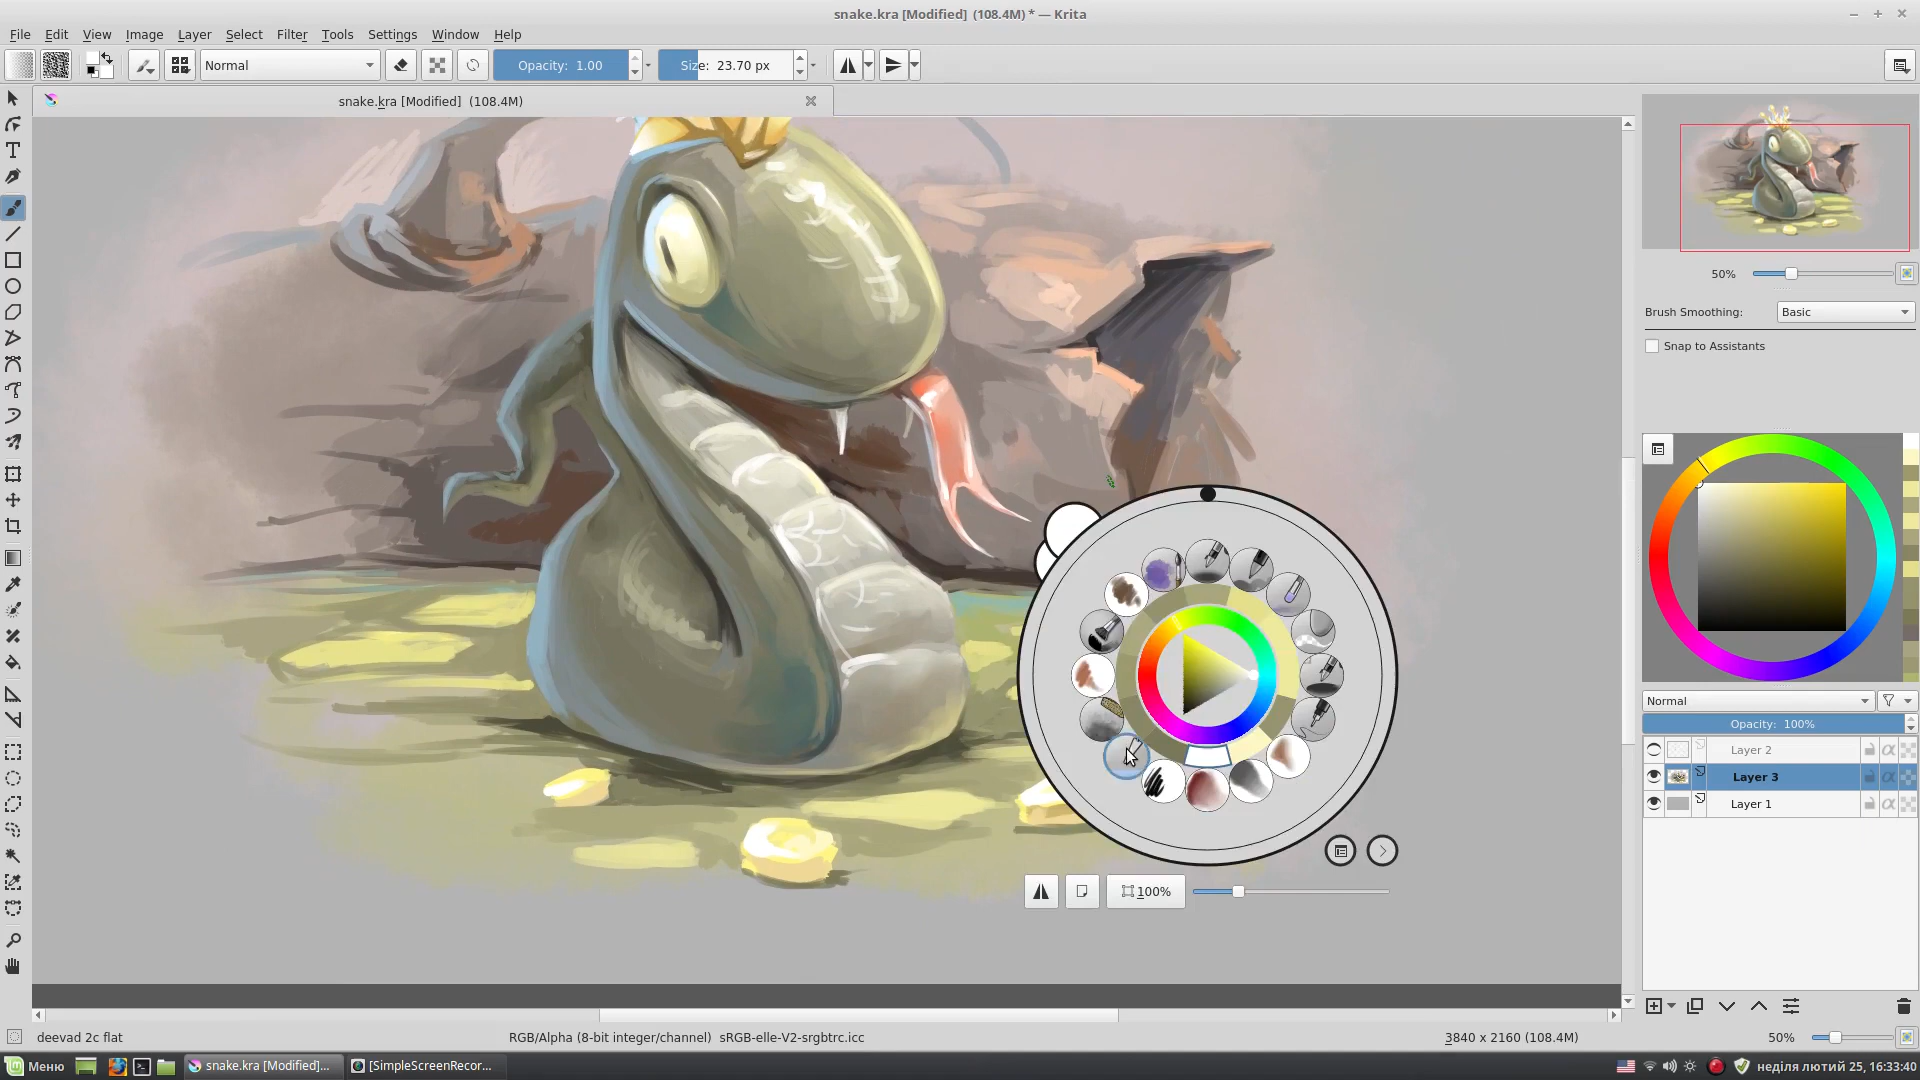 snake.kra [Modified] (108.4M) * — Krita
File Edit View Image Layer Select Filter Tools Settings Window Help
Normal Opacity: 1.00 Size: 23.70 px
snake.kra [Modified] (108.4M)
50%
Brush Smoothing: Basic
Snap to Assistants
Normal
Opacity: 100%
Layer 2
Layer 3
Layer 1
100%
deevad 2c flat RGB/Alpha (8-bit integer/channel) sRGB-elle-V2-srgbtrc.icc 3840 x 2160 (108.4M) 50%
Меню snake.kra [Modified]... [SimpleScreenRecor... неділя лютий 25, 16:33:40